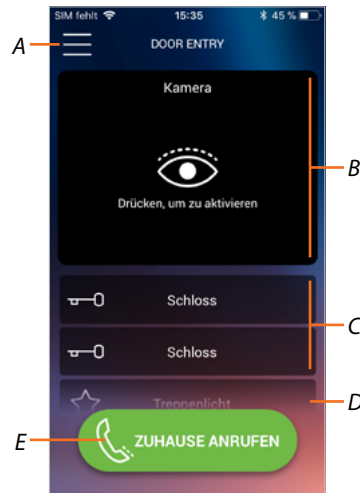 SIM fehlt 15:35 45 %
A DOOR ENTRY
Kamera
B
Drücken, um zu aktivieren
Schloss
C
Schloss
Treppenlicht D
E ZUHAUSE ANRUFEN